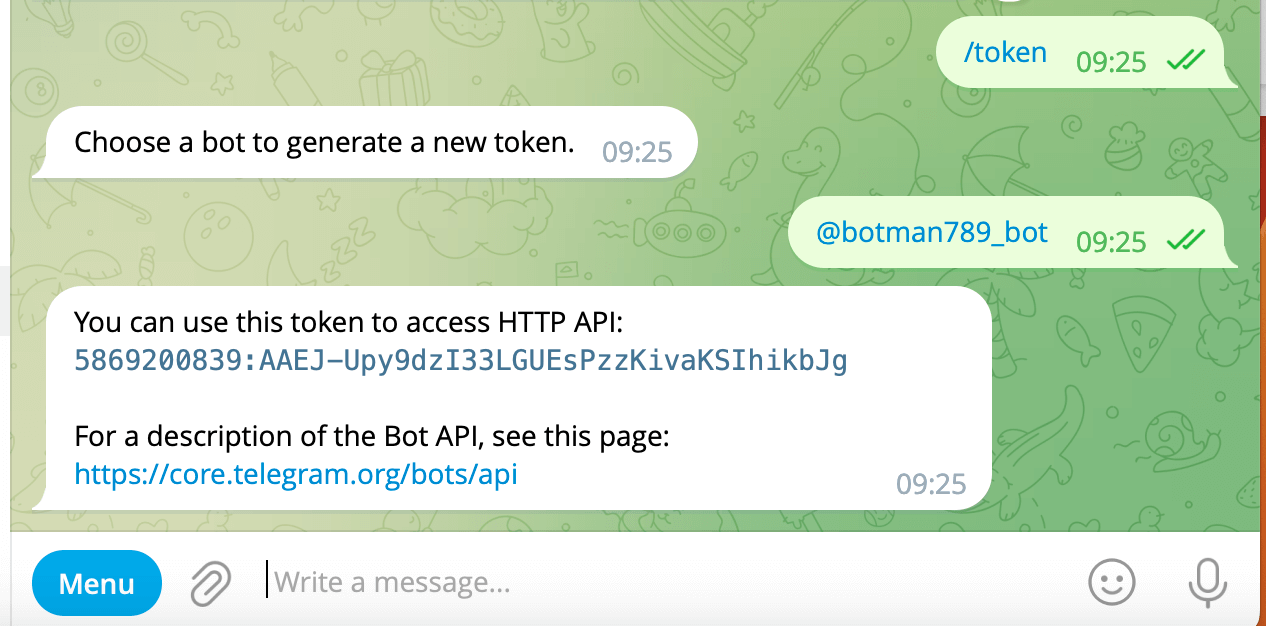 /token 09:25
Choose a bot to generate a new token. 09:25
@botman789_bot 09:25
You can use this token to access HTTP API:
5869200839:AAEJ-Upy9dzI33LGUEsPzzKivaKSIhikbJg
For a description of the Bot API, see this page:
https://core.telegram.org/bots/api 09:25
Menu Write a message...